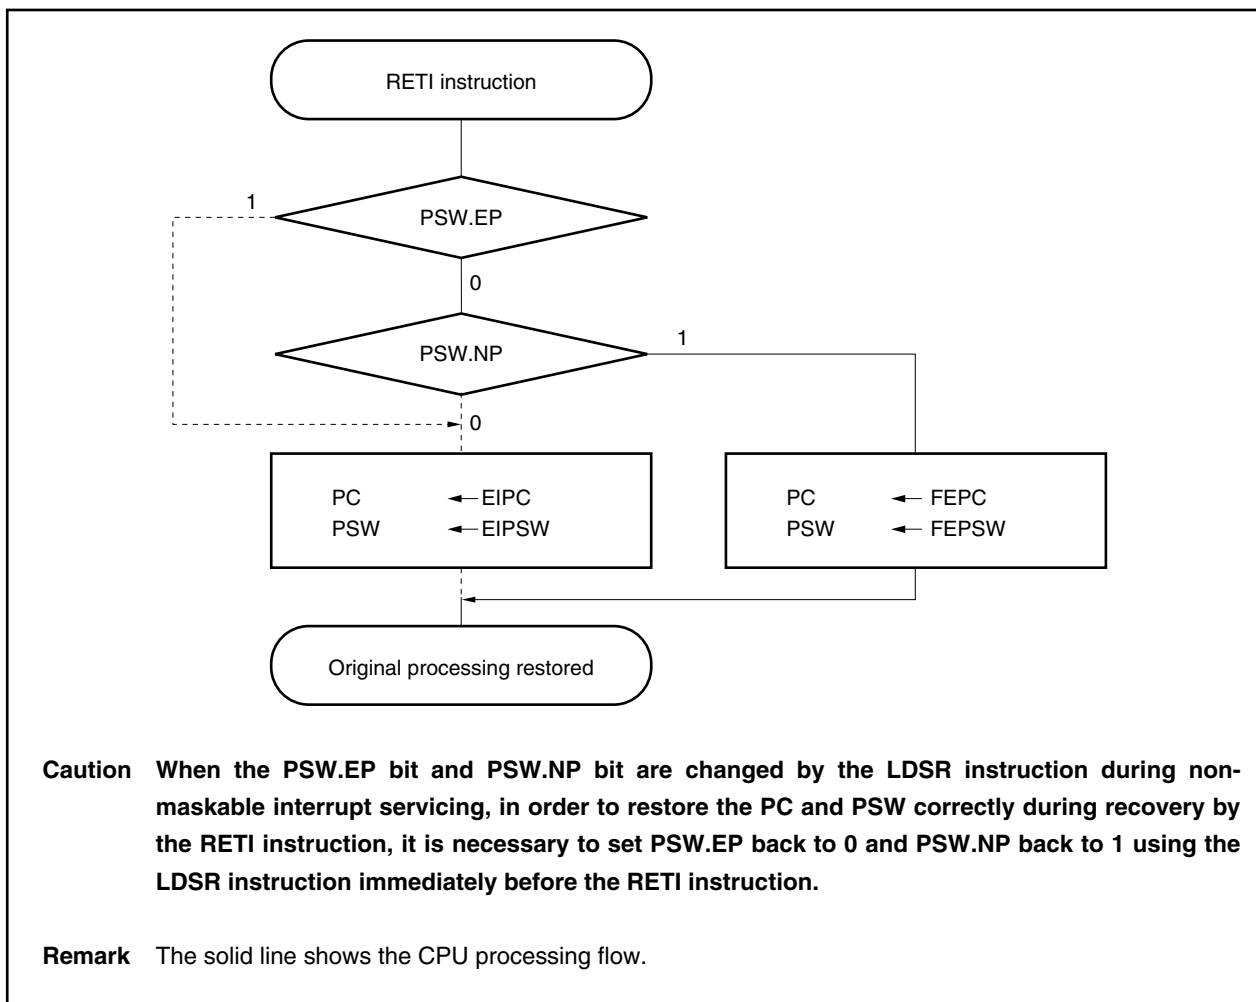 RETI instruction
1
PSW.EP
0
PSW.NP
1
0
PC ← EIPC
PSW ← EIPSW
PC ← FEPC
PSW ← FEPSW
Original processing restored
Caution When the PSW.EP bit and PSW.NP bit are changed by the LDSR instruction during non-
maskable interrupt servicing, in order to restore the PC and PSW correctly during recovery by
the RETI instruction, it is necessary to set PSW.EP back to 0 and PSW.NP back to 1 using the
LDSR instruction immediately before the RETI instruction.
Remark The solid line shows the CPU processing flow.